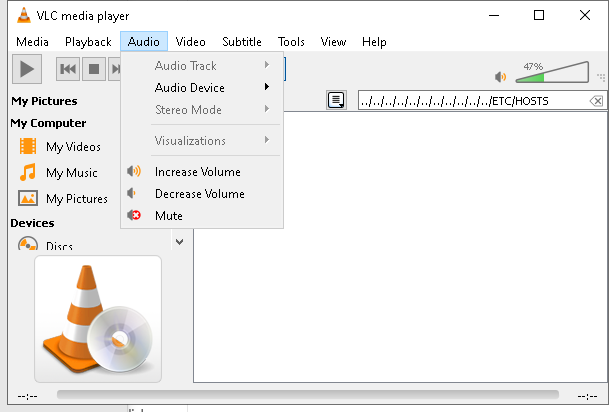 VLC media player
Media Playback Audio Video Subtitle Tools View Help
Audio Track
Audio Device
Stereo Mode
Visualizations
Increase Volume
Decrease Volume
Mute
47%
../../../../../../../../../../../ETC/HOSTS
My Pictures
My Computer
My Videos
My Music
My Pictures
Devices
Discs
--:-- --:--